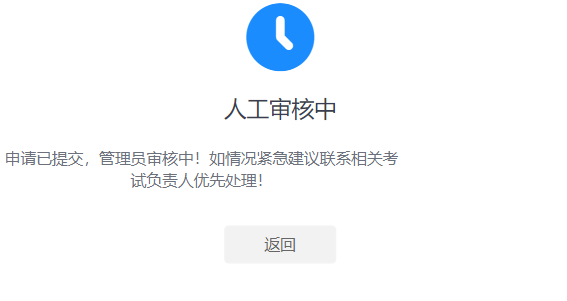 人工审核中
申请已提交，管理员审核中！如情况紧急建议联系相关考
试负责人优先处理！
返回